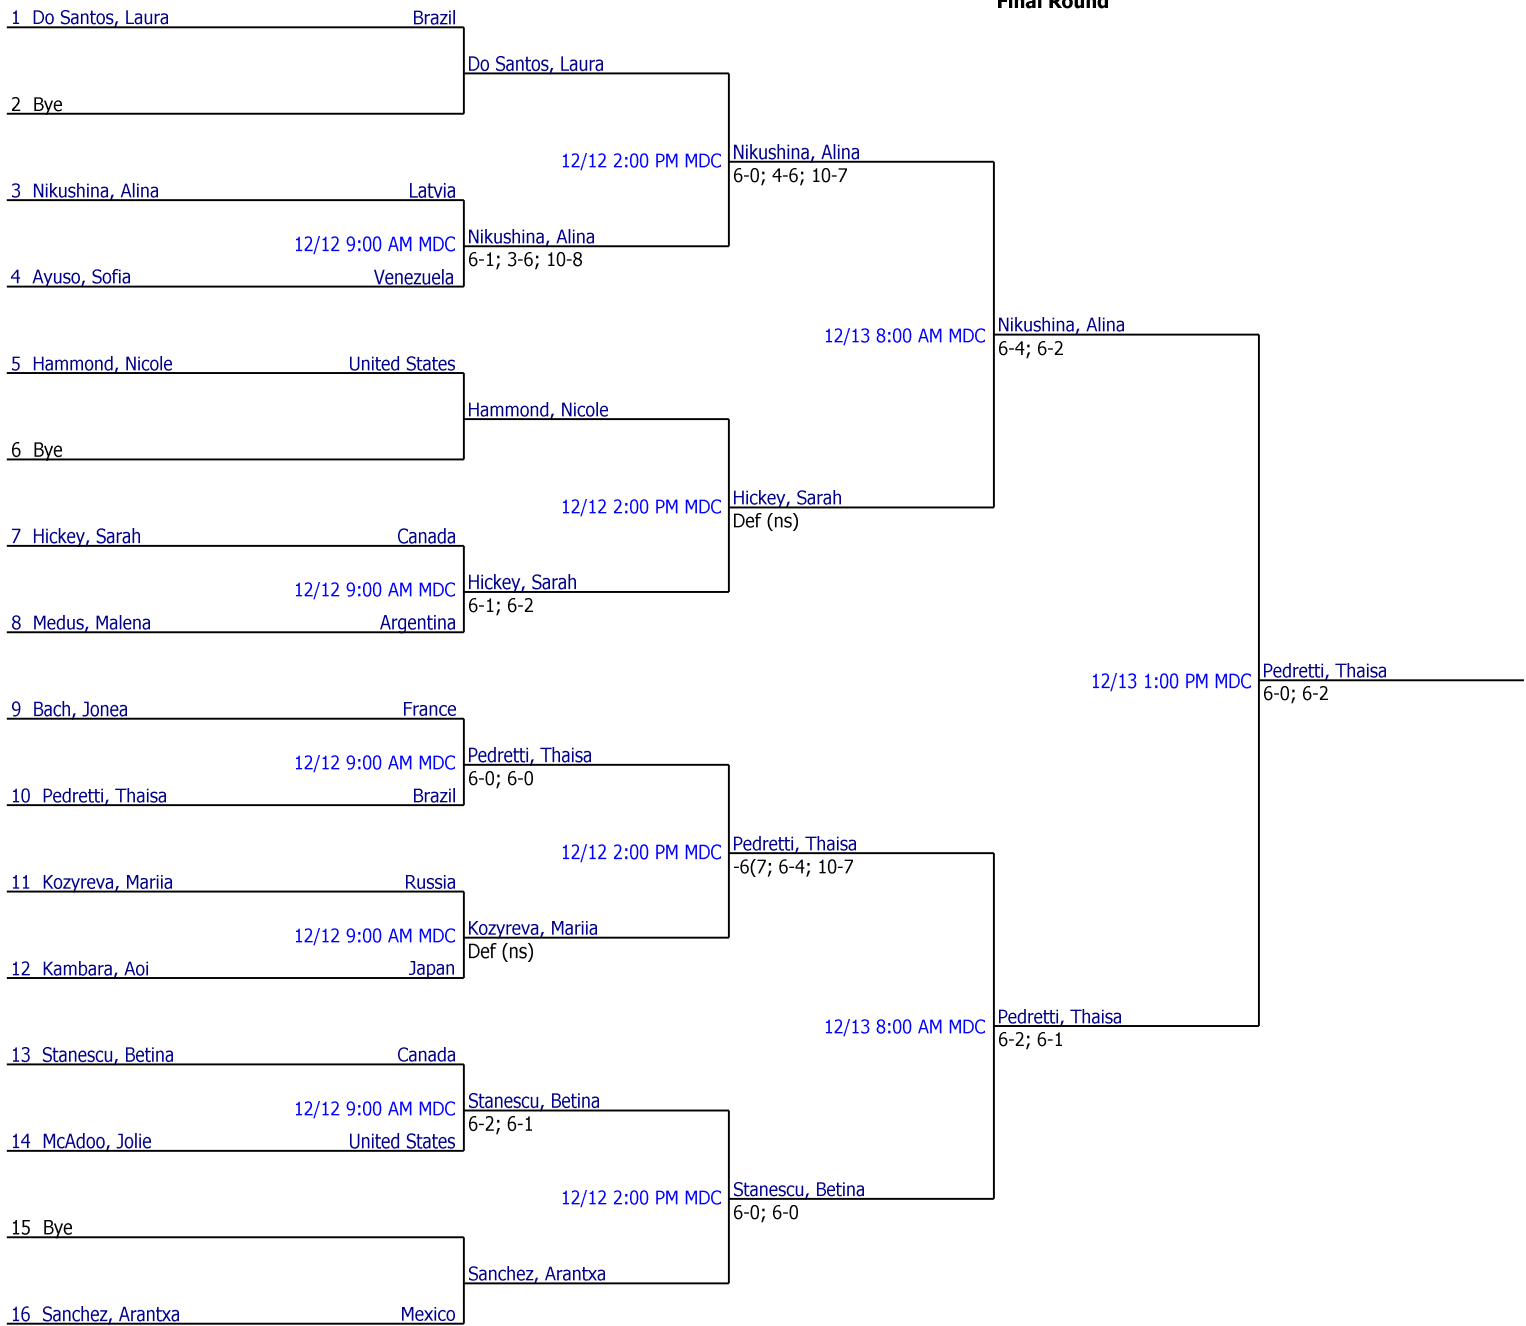 Final Round
1 Do Santos, Laura Brazil
Do Santos, Laura
2 Bye
12/12 2:00 PM MDC Nikushina, Alina
6-0; 4-6; 10-7
3 Nikushina, Alina Latvia
12/12 9:00 AM MDC Nikushina, Alina
6-1; 3-6; 10-8
4 Ayuso, Sofia Venezuela
12/13 8:00 AM MDC Nikushina, Alina
6-4; 6-2
5 Hammond, Nicole United States
Hammond, Nicole
6 Bye
12/12 2:00 PM MDC Hickey, Sarah
Def (ns)
7 Hickey, Sarah Canada
12/12 9:00 AM MDC Hickey, Sarah
6-1; 6-2
8 Medus, Malena Argentina
12/13 1:00 PM MDC Pedretti, Thaisa
6-0; 6-2
9 Bach, Jonea France
12/12 9:00 AM MDC Pedretti, Thaisa
6-0; 6-0
10 Pedretti, Thaisa Brazil
12/12 2:00 PM MDC Pedretti, Thaisa
-6(7; 6-4; 10-7
11 Kozyreva, Mariia Russia
12/12 9:00 AM MDC Kozyreva, Mariia
Def (ns)
12 Kambara, Aoi Japan
12/13 8:00 AM MDC Pedretti, Thaisa
6-2; 6-1
13 Stanescu, Betina Canada
12/12 9:00 AM MDC Stanescu, Betina
6-2; 6-1
14 McAdoo, Jolie United States
12/12 2:00 PM MDC Stanescu, Betina
6-0; 6-0
15 Bye
Sanchez, Arantxa
16 Sanchez, Arantxa Mexico